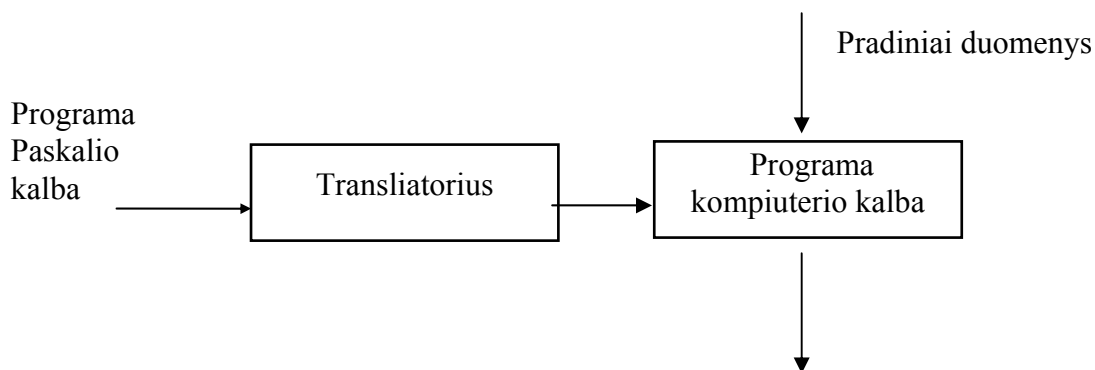 Pradiniai duomenys
Programa
Paskalio
kalba
Transliatorius
Programa
kompiuterio kalba